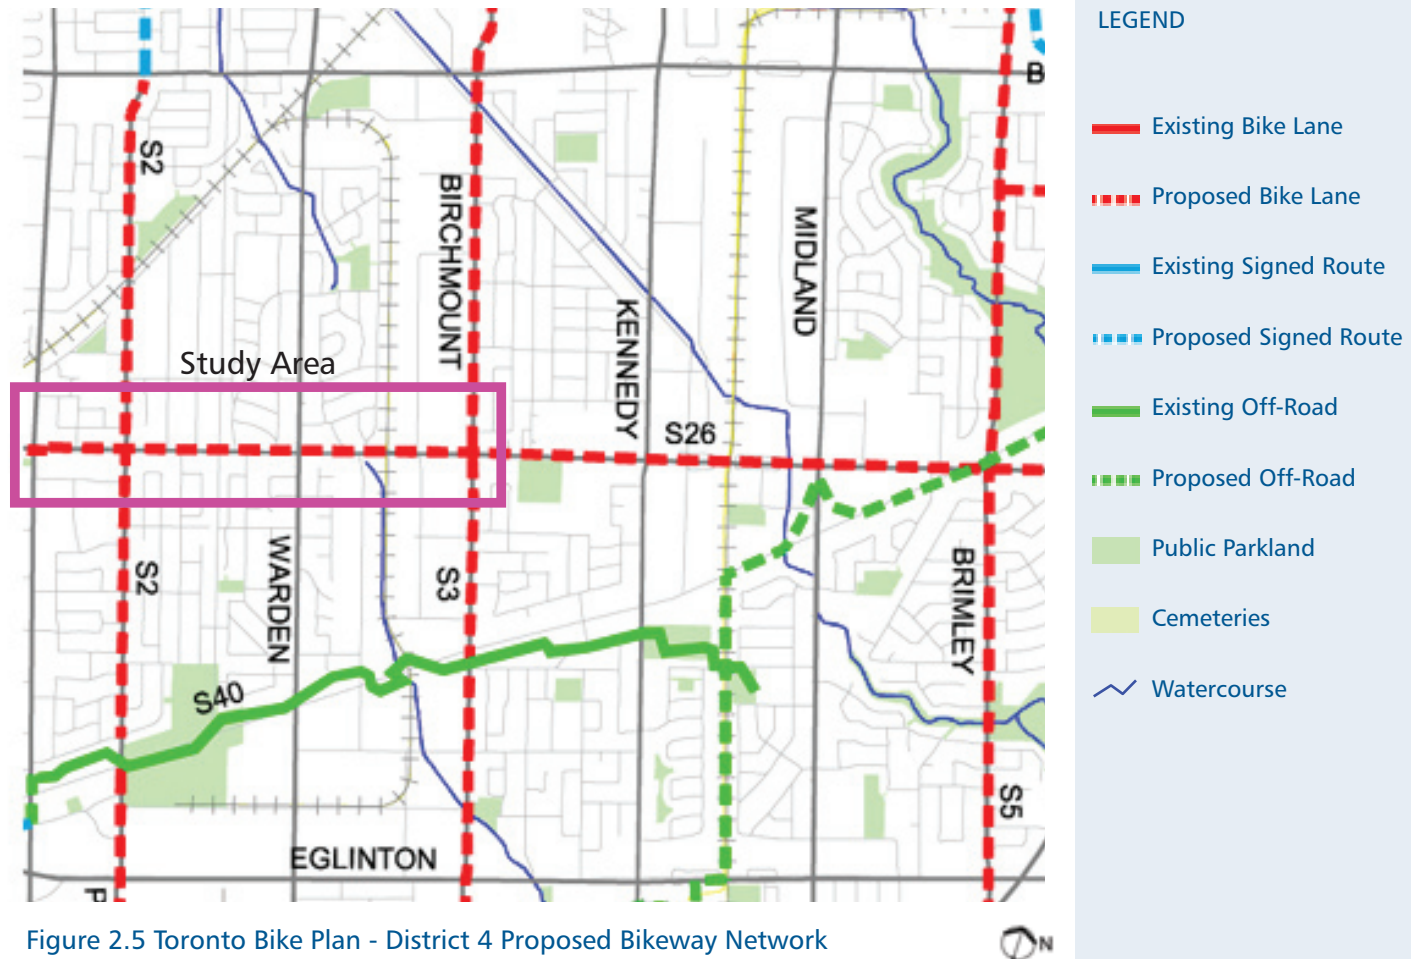 LEGEND
B
Existing Bike Lane
S2
BIRCHMOUNT
Proposed Bike Lane
MIDLAND
Existing Signed Route
KENNEDY
Proposed Signed Route
Study Area
Existing Off-Road
S26
Proposed Off-Road
WARDEN
S2
S3
BRIMLEY
Public Parkland
Cemeteries
S40
Watercourse
S5
EGLINTON
P
Figure 2.5 Toronto Bike Plan - District 4 Proposed Bikeway Network
N